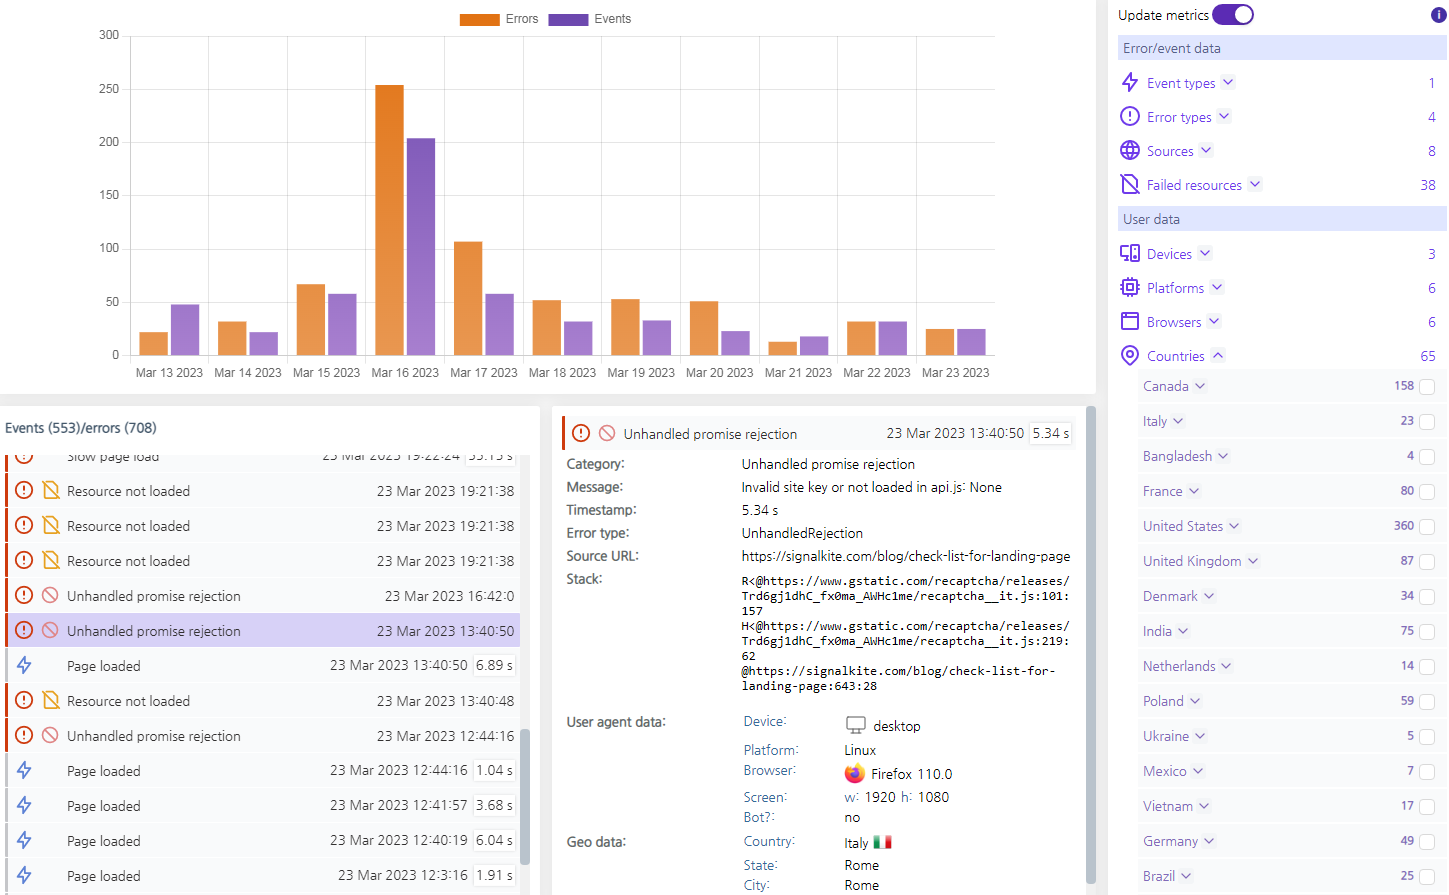 Errors Events
300
250
200
150
100
50
0
Mar 13 2023 Mar 14 2023 Mar 15 2023 Mar 16 2023 Mar 17 2023 Mar 18 2023 Mar 19 2023 Mar 20 2023 Mar 21 2023 Mar 22 2023 Mar 23 2023
Events (553)/errors (708)
Slow page load 23 Mar 2023 19:22:24
Resource not loaded 23 Mar 2023 19:21:38
Resource not loaded 23 Mar 2023 19:21:38
Resource not loaded 23 Mar 2023 19:21:38
Unhandled promise rejection 23 Mar 2023 16:42:0
Unhandled promise rejection 23 Mar 2023 13:40:50
Page loaded 23 Mar 2023 13:40:50 6.89 s
Resource not loaded 23 Mar 2023 13:40:48
Unhandled promise rejection 23 Mar 2023 12:44:16
Page loaded 23 Mar 2023 12:44:16 1.04 s
Page loaded 23 Mar 2023 12:41:57 3.68 s
Page loaded 23 Mar 2023 12:40:19 6.04 s
Page loaded 23 Mar 2023 12:3:16 1.91 s
Unhandled promise rejection 23 Mar 2023 13:40:50 5.34 s
Category: Unhandled promise rejection
Message: Invalid site key or not loaded in api.js: None
Timestamp: 5.34 s
Error type: UnhandledRejection
Source URL: https://signalkite.com/blog/check-list-for-landing-page
Stack: R<@https://www.gstatic.com/recaptcha/releases/
Trd6gj1dhC_fx0ma_AWHc1me/recaptcha__it.js:101:
157
H<@https://www.gstatic.com/recaptcha/releases/
Trd6gj1dhC_fx0ma_AWHc1me/recaptcha__it.js:219:
62
@https://signalkite.com/blog/check-list-for-
landing-page:643:28
User agent data: Device: desktop
Platform: Linux
Browser: Firefox 110.0
Screen: w: 1920 h: 1080
Bot?: no
Geo data: Country: Italy
State: Rome
City: Rome
Update metrics
Error/event data
Event types 1
Error types 4
Sources 8
Failed resources 38
User data
Devices 3
Platforms 6
Browsers 6
Countries 65
Canada 158
Italy 23
Bangladesh 4
France 80
United States 360
United Kingdom 87
Denmark 34
India 75
Netherlands 14
Poland 59
Ukraine 5
Mexico 7
Vietnam 17
Germany 49
Brazil 25